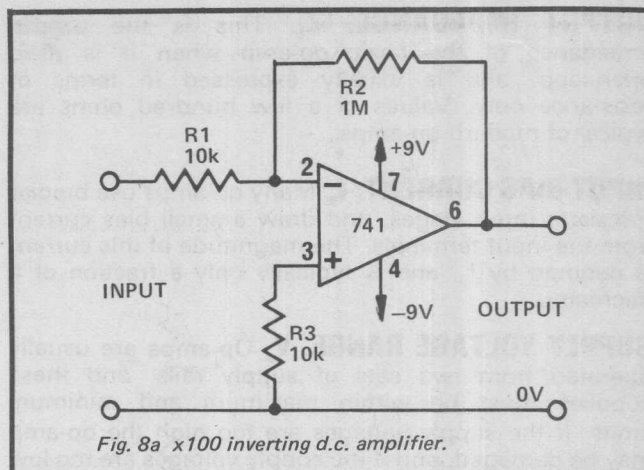 R2
1M
R1
10k
+9V
2
−
7
741
6
3
+
4
−9V
INPUT
R3
10k
OUTPUT
0V
Fig. 8a. x100 inverting d.c. amplifier.